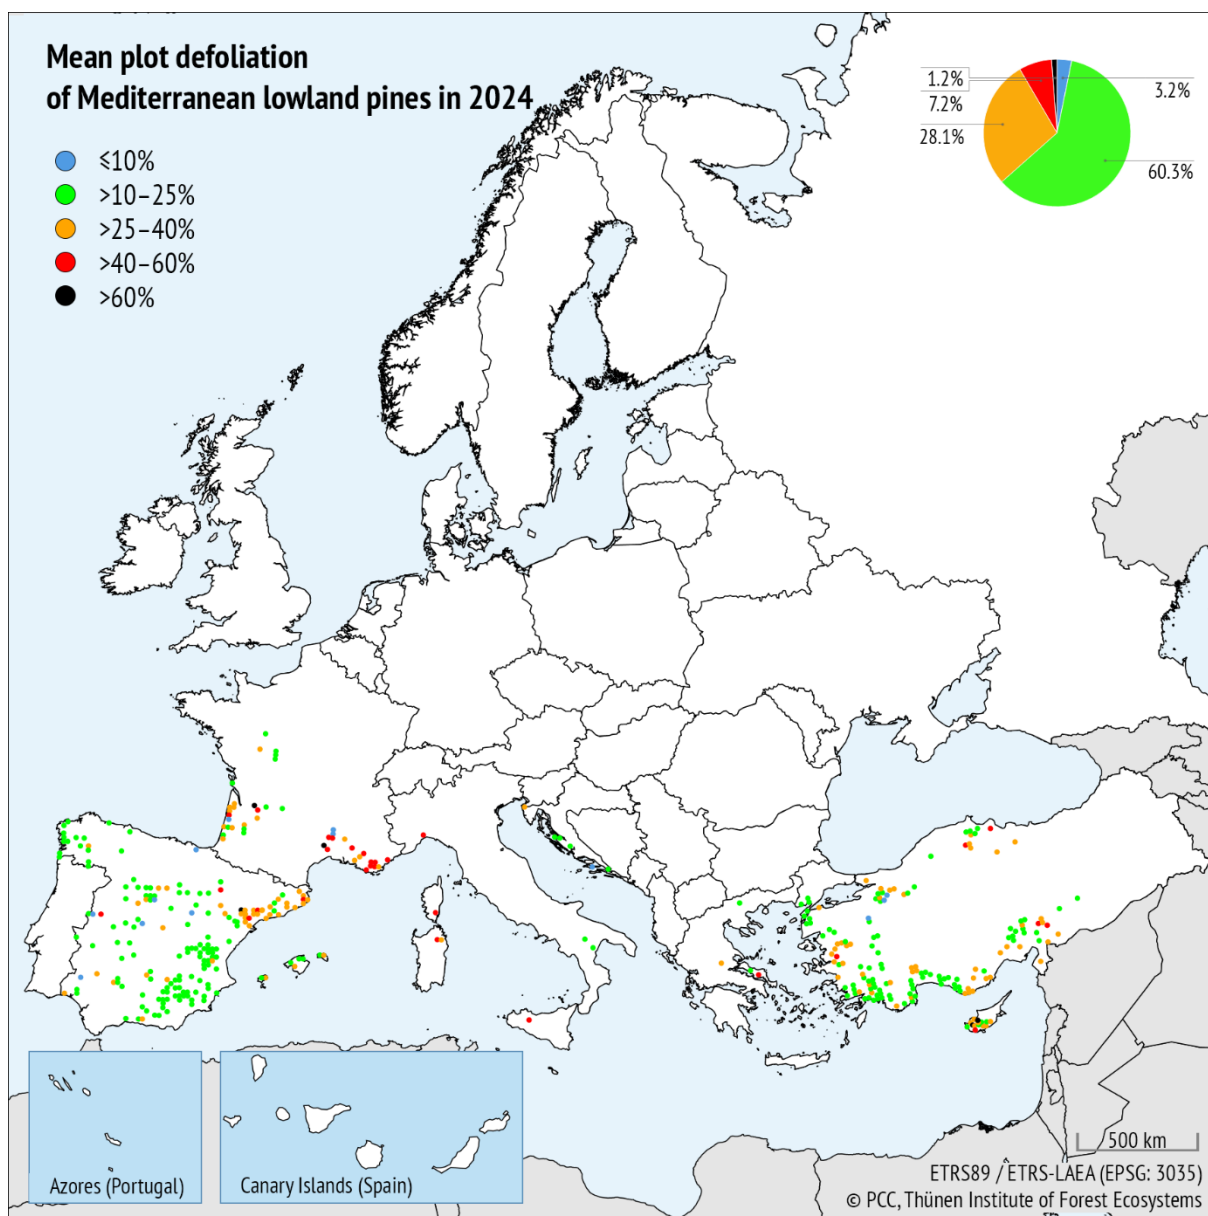 Mean plot defoliation
of Mediterranean lowland pines in 2024
≤10%
>10–25%
>25–40%
>40–60%
>60%
1.2%
7.2%
28.1%
3.2%
60.3%
Azores (Portugal)
Canary Islands (Spain)
500 km
ETRS89 / ETRS-LAEA (EPSG: 3035)
© PCC, Thünen Institute of Forest Ecosystems